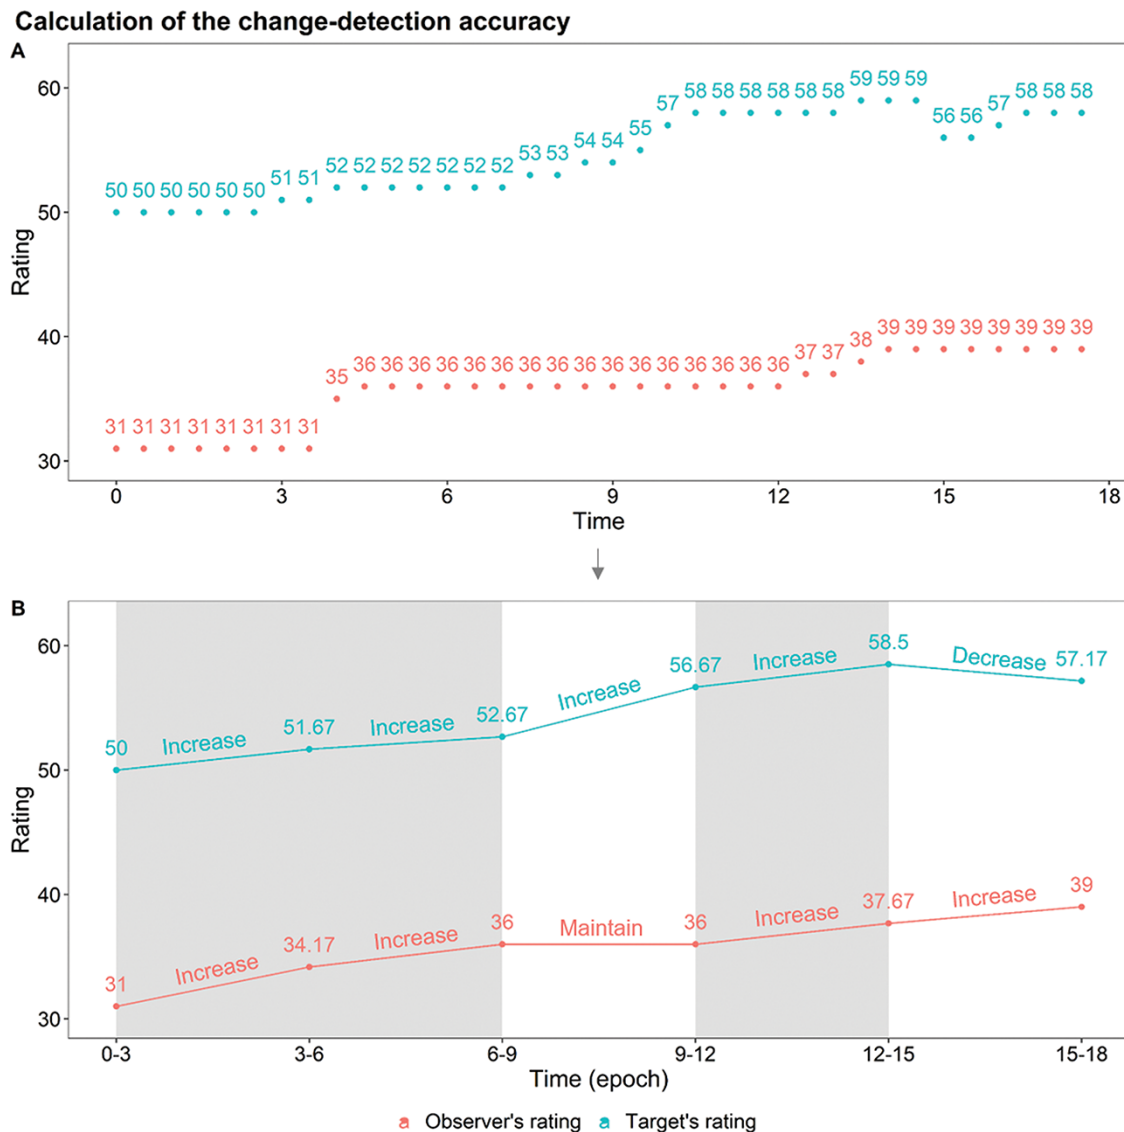 Calculation of the change-detection accuracy
A
60
50
40
30
Rating
50 50 50 50 50 50 51 51 52 52 52 52 52 52 52 53 53 54 54 55 57 58 58 58 58 58 58 59 59 59 56 56 57 58 58 58
31 31 31 31 31 31 31 31 35 36 36 36 36 36 36 36 36 36 36 36 36 36 36 36 36 37 37 38 39 39 39 39 39 39 39 39
0 3 6 9 12 15 18
Time
B
60
50
40
30
Rating
50 Increase 51.67 Increase 52.67 Increase 56.67 Increase 58.5 Decrease 57.17
31 Increase 34.17 Increase 36 Maintain 36 Increase 37.67 Increase 39
0-3 3-6 6-9 9-12 12-15 15-18
Time (epoch)
a Observer's rating a Target's rating